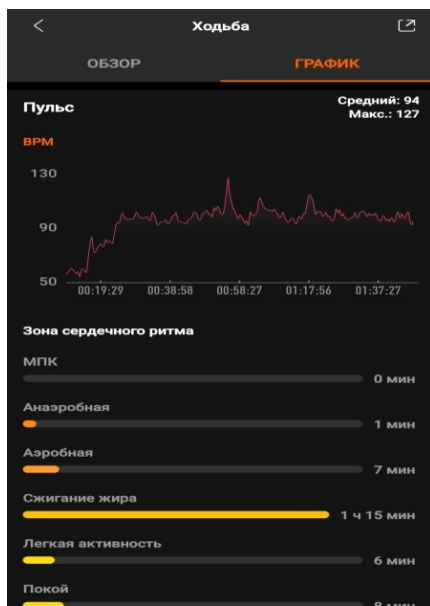 Ходьба
ОБЗОР ГРАФИК
Пульс
Средний: 94
Макс.: 127
BPM
130
90
50
00:19:29 00:38:58 00:58:27 01:17:56 01:37:27
Зона сердечного ритма
МПК
0 мин
Анаэробная
1 мин
Аэробная
7 мин
Сжигание жира
1 ч 15 мин
Легкая активность
6 мин
Покой
8 мин